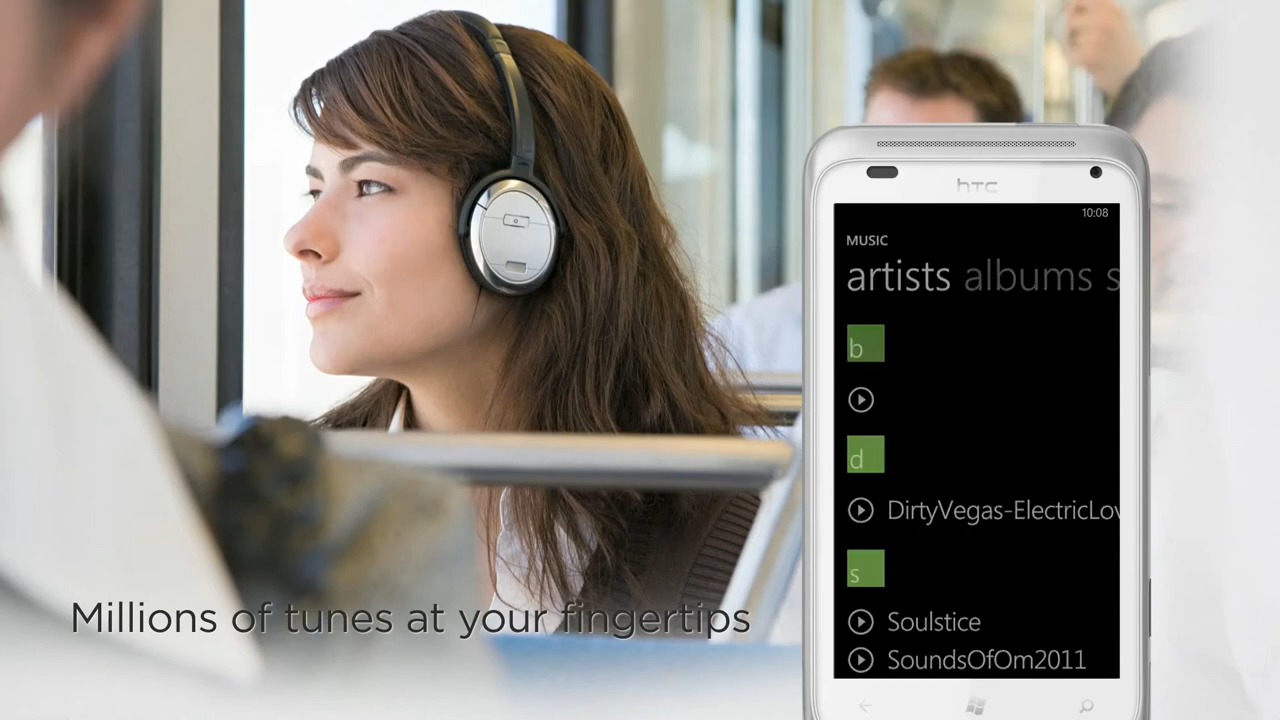 hTC
10:08
MUSIC
artists albums s
b
d
DirtyVegas-ElectricLov
s
Soulstice
SoundsOfOm2011
Millions of tunes at your fingertips